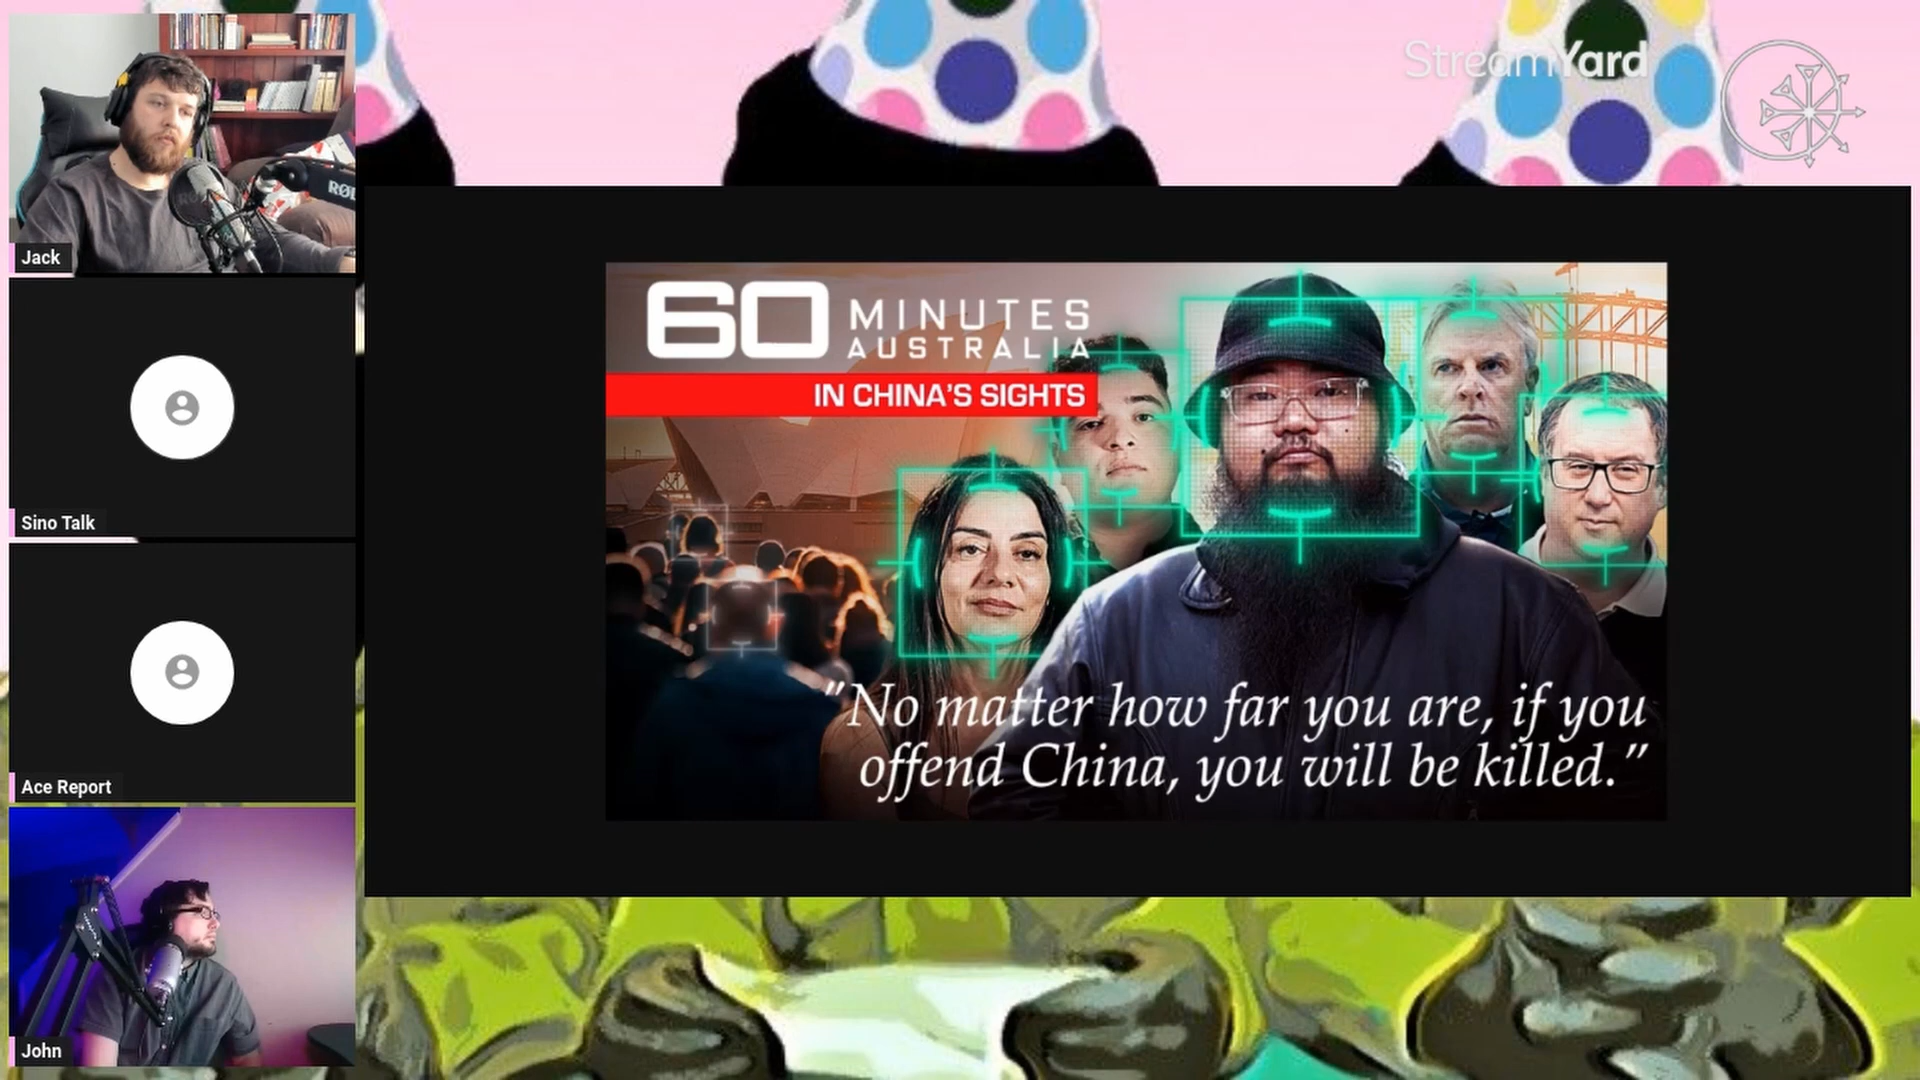 StreamYard
RØDE
Jack
Sino Talk
Ace Report
John
60 MINUTES
AUSTRALIA
IN CHINA'S SIGHTS
"No matter how far you are, if you
offend China, you will be killed."